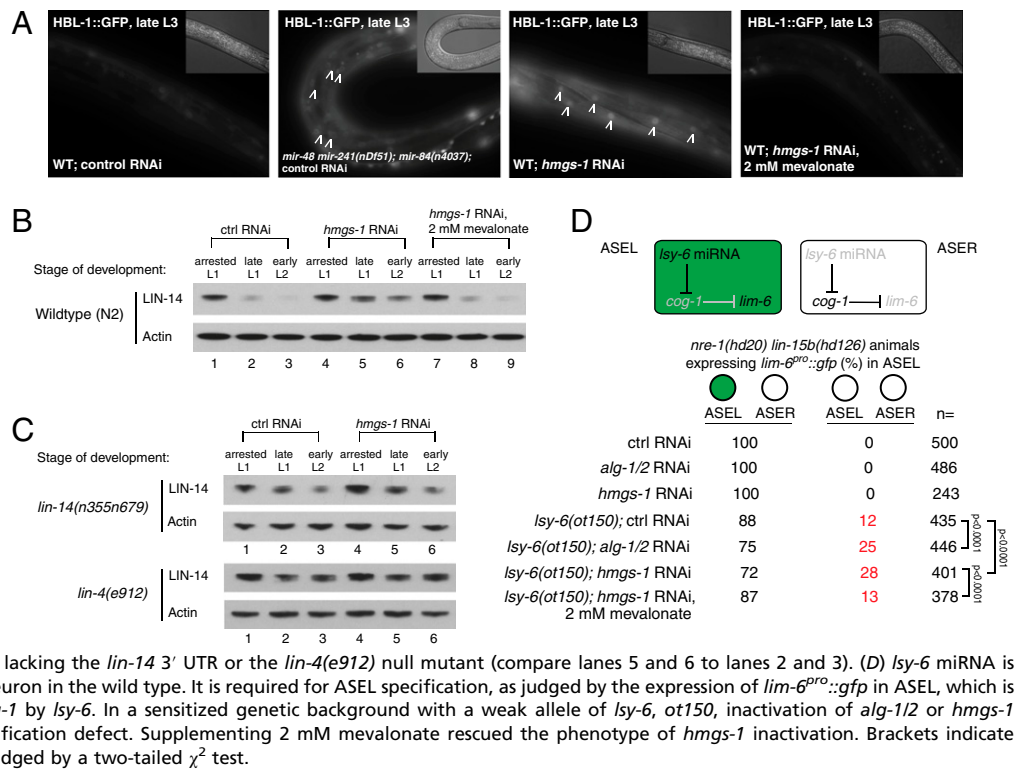 A
HBL-1::GFP, late L3
WT; control RNAi
HBL-1::GFP, late L3
mir-48 mir-241(nDf51); mir-84(n4037);
control RNAi
HBL-1::GFP, late L3
WT; hmgs-1 RNAi
HBL-1::GFP, late L3
WT; hmgs-1 RNAi,
2 mM mevalonate
B
ctrl RNAi
hmgs-1 RNAi
hmgs-1 RNAi,
2 mM mevalonate
Stage of development:
arrested L1 late L1 early L2 arrested L1 late L1 early L2 arrested L1 late L1 early L2
Wildtype (N2)
LIN-14
Actin
1 2 3 4 5 6 7 8 9
C
ctrl RNAi
hmgs-1 RNAi
Stage of development:
arrested L1 late L1 early L2 arrested L1 late L1 early L2
lin-14(n355n679)
LIN-14
Actin
1 2 3 4 5 6
lin-4(e912)
LIN-14
Actin
1 2 3 4 5 6
D
ASEL
lsy-6 miRNA
cog-1 lim-6
lsy-6 miRNA
cog-1 lim-6
ASER
nre-1(hd20) lin-15b(hd126) animals
expressing lim-6pro::gfp (%) in ASEL
ASEL ASER ASEL ASER n=
ctrl RNAi 100 0 500
alg-1/2 RNAi 100 0 486
hmgs-1 RNAi 100 0 243
lsy-6(ot150); ctrl RNAi 88 12 435
lsy-6(ot150); alg-1/2 RNAi 75 25 446
lsy-6(ot150); hmgs-1 RNAi 72 28 401
lsy-6(ot150); hmgs-1 RNAi, 87 13 378
2 mM mevalonate
p<0.0001
p<0.0001
p<0.0001
lacking the lin-14 3′ UTR or the lin-4(e912) null mutant (compare lanes 5 and 6 to lanes 2 and 3). (D) lsy-6 miRNA is
euron in the wild type. It is required for ASEL specification, as judged by the expression of lim-6pro::gfp in ASEL, which is
g-1 by lsy-6. In a sensitized genetic background with a weak allele of lsy-6, ot150, inactivation of alg-1/2 or hmgs-1
ification defect. Supplementing 2 mM mevalonate rescued the phenotype of hmgs-1 inactivation. Brackets indicate
dged by a two-tailed χ2 test.